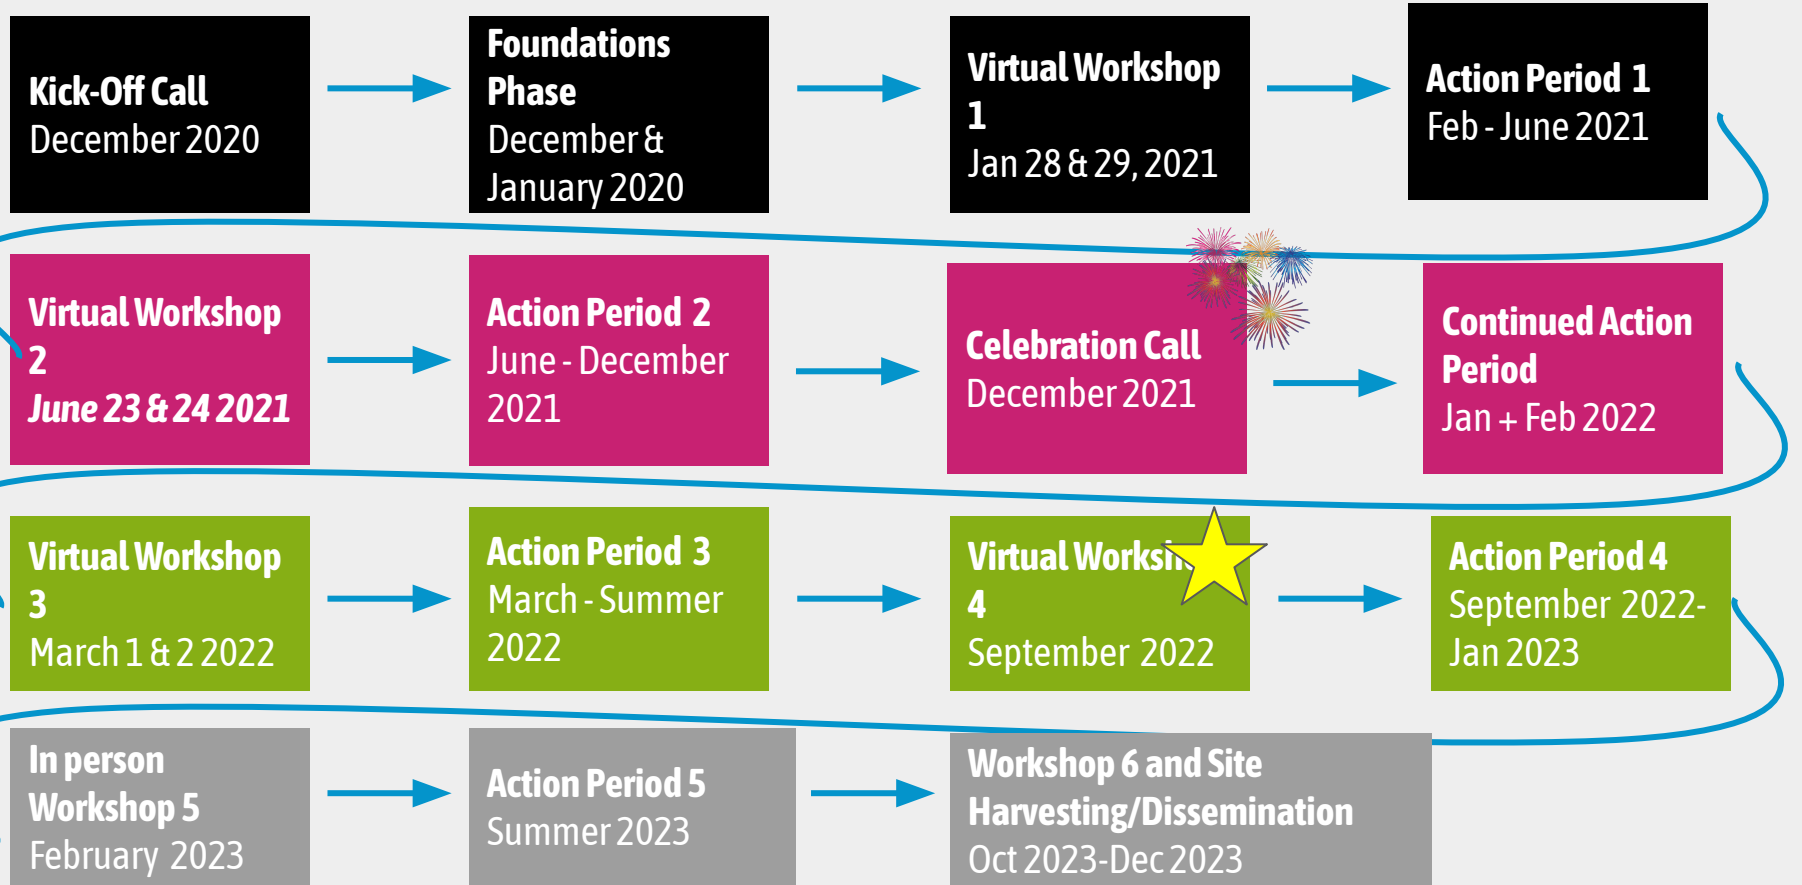 Kick-Off Call
December 2020
Foundations
Phase
December &
January 2020
Virtual Workshop
1
Jan 28 & 29, 2021
Action Period 1
Feb - June 2021
Virtual Workshop
2
June 23 & 24 2021
Action Period 2
June - December
2021
Celebration Call
December 2021
Continued Action
Period
Jan + Feb 2022
Virtual Workshop
3
March 1 & 2 2022
Action Period 3
March - Summer
2022
Virtual
4
September 2022
Action Period 4
September 2022-
Jan 2023
In person
Workshop 5
February 2023
Action Period 5
Summer 2023
Workshop 6 and Site
Harvesting/Dissemination
Oct 2023-Dec 2023